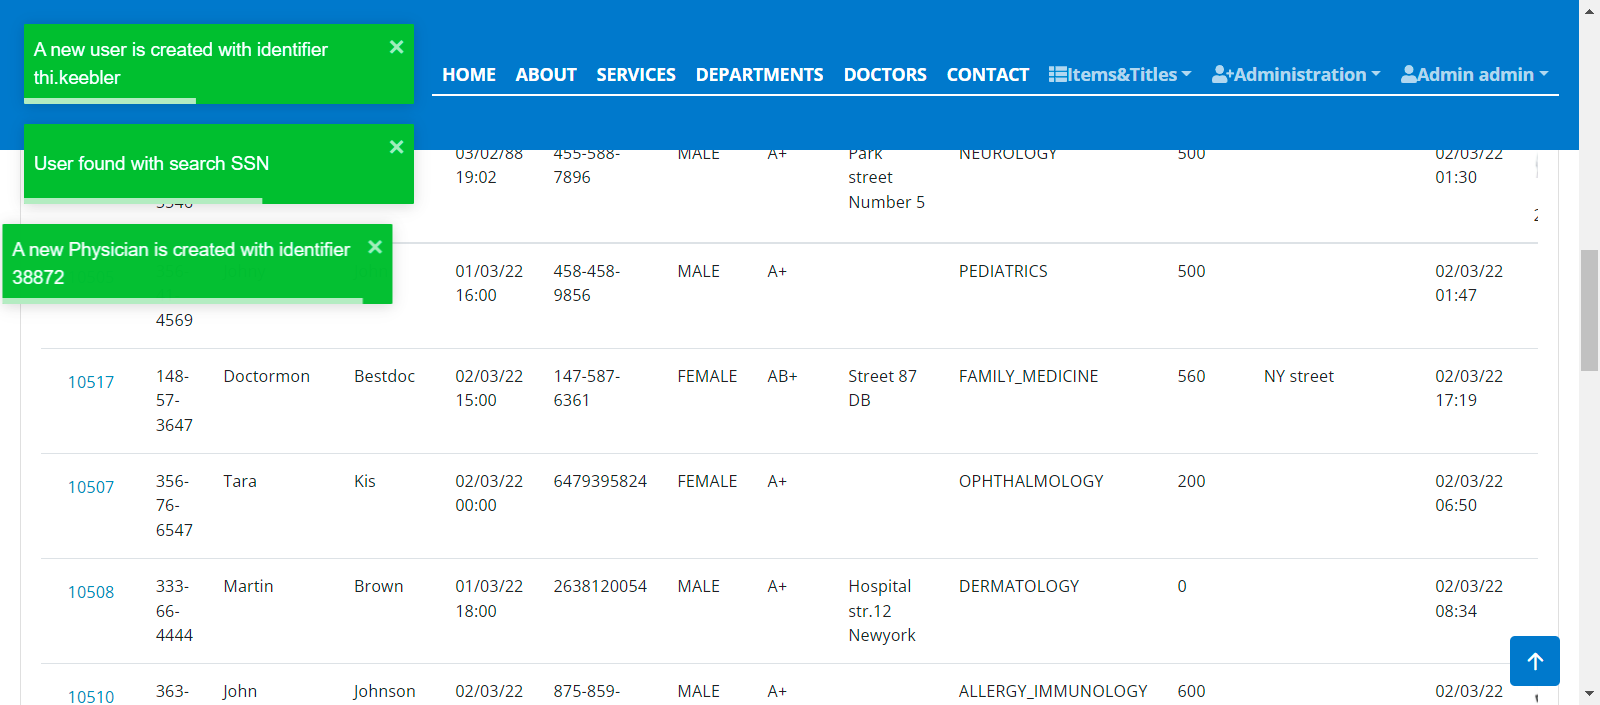 A new user is created with identifier
thi.keebler
HOME ABOUT SERVICES DEPARTMENTS DOCTORS CONTACT Items&Titles Administration Admin admin
User found with search SSN
03/02/88 455-588- MALE A+ Park NEUROLOGY 500 02/03/22
19:02 7896 street 01:30
Number 5
A new Physician is created with identifier
38872
01/03/22 458-458- MALE A+ PEDIATRICS 500 02/03/22
16:00 9856 01:47
4569
10517 148- Doctormon Bestdoc 02/03/22 147-587- FEMALE AB+ Street 87 FAMILY_MEDICINE 560 NY street 02/03/22
57- 15:00 6361 DB 17:19
3647
10507 356- Tara Kis 02/03/22 6479395824 FEMALE A+ OPHTHALMOLOGY 200 02/03/22
76- 00:00 06:50
6547
10508 333- Martin Brown 01/03/22 2638120054 MALE A+ Hospital DERMATOLOGY 0 02/03/22
66- 18:00 str.12 08:34
4444 Newyork
10510 363- John Johnson 02/03/22 875-859- MALE A+ ALLERGY_IMMUNOLOGY 600 02/03/22